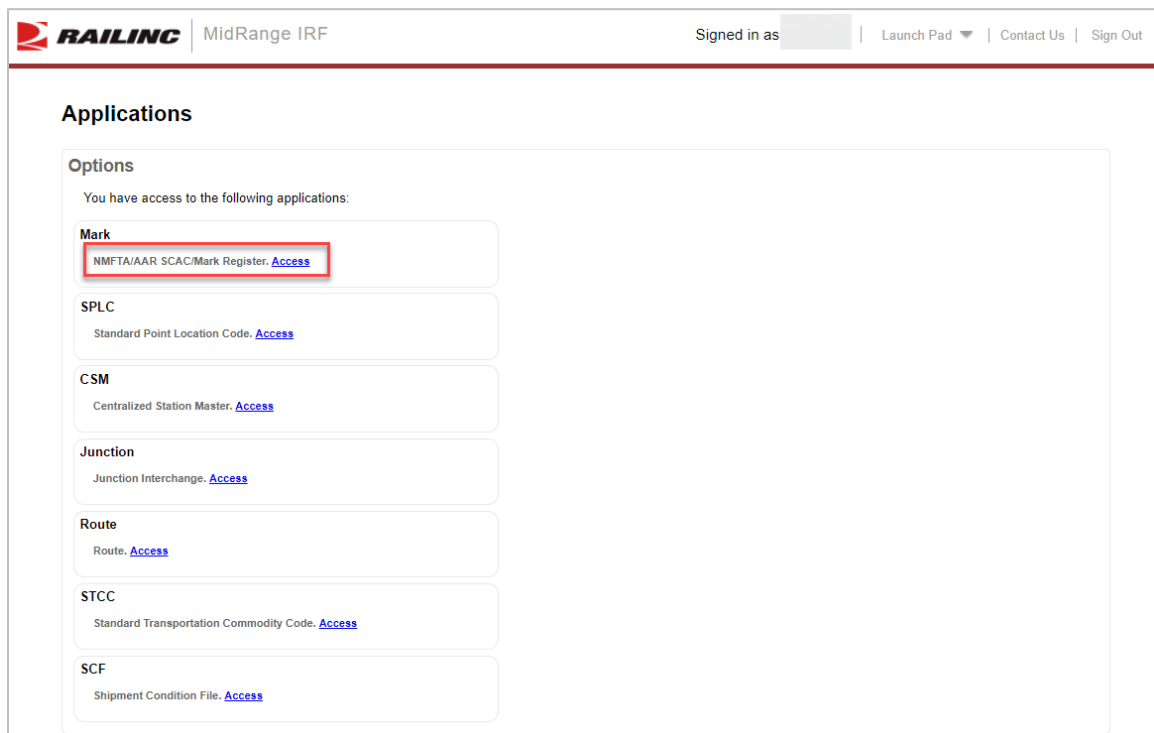 RAILINC MidRange IRF Signed in as Launch Pad Contact Us Sign Out
Applications
Options
You have access to the following applications:
Mark
NMFTA/AAR SCAC/Mark Register. Access
SPLC
Standard Point Location Code. Access
CSM
Centralized Station Master. Access
Junction
Junction Interchange. Access
Route
Route. Access
STCC
Standard Transportation Commodity Code. Access
SCF
Shipment Condition File. Access